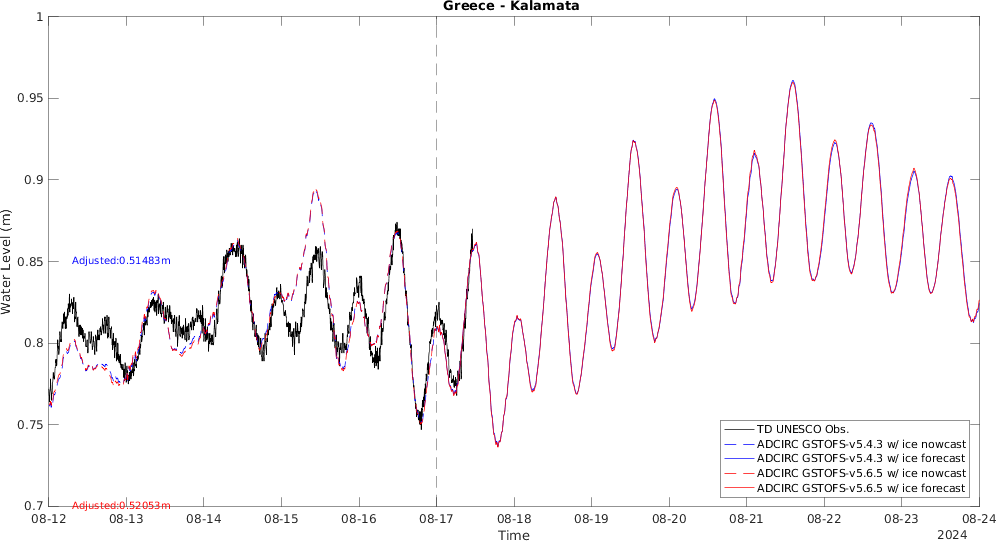 Greece - Kalamata
1
0.95
0.9
0.85
0.8
0.75
0.7
Water Level (m)
Adjusted:0.51483m
Adjusted:0.52053m
TD UNESCO Obs.
ADCIRC GSTOFS-v5.4.3 w/ ice nowcast
ADCIRC GSTOFS-v5.4.3 w/ ice forecast
ADCIRC GSTOFS-v5.6.5 w/ ice nowcast
ADCIRC GSTOFS-v5.6.5 w/ ice forecast
08-12 08-13 08-14 08-15 08-16 08-17 08-18 08-19 08-20 08-21 08-22 08-23 08-24
Time
2024